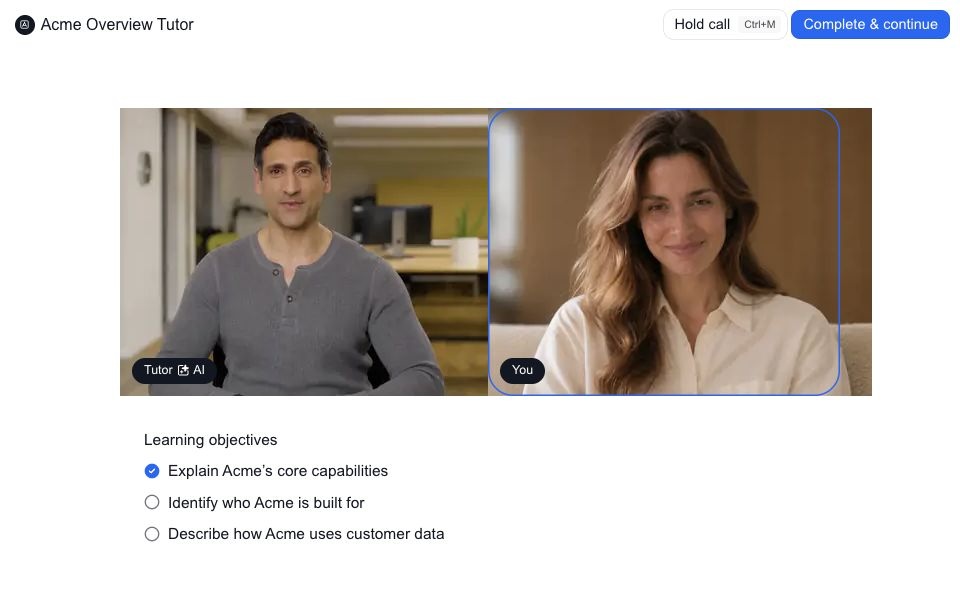 Acme Overview Tutor
Hold call Ctrl+M
Complete & continue
Tutor AI
You
Learning objectives
Explain Acme’s core capabilities
Identify who Acme is built for
Describe how Acme uses customer data